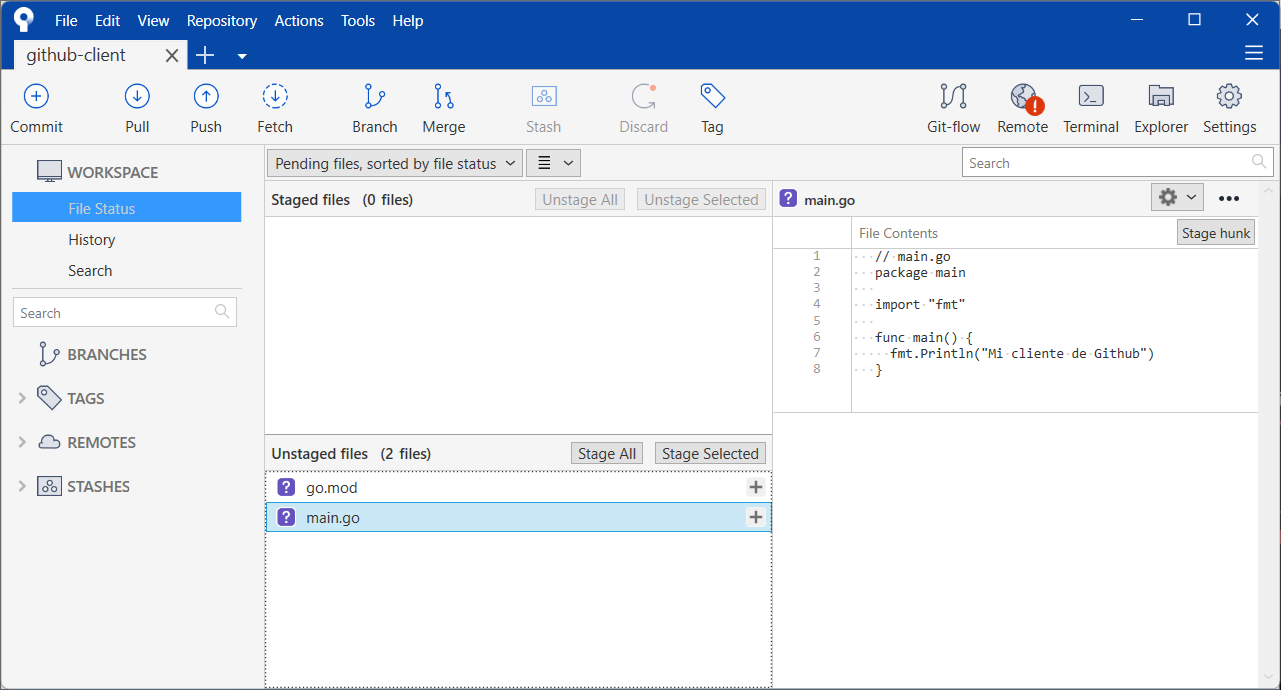 File Edit View Repository Actions Tools Help
github-client
Commit Pull Push Fetch Branch Merge Stash Discard Tag Git-flow Remote Terminal Explorer Settings
WORKSPACE
File Status
History
Search
Search
BRANCHES
TAGS
REMOTES
STASHES
Pending files, sorted by file status
Search
Staged files (0 files) Unstage All Unstage Selected
Unstaged files (2 files) Stage All Stage Selected
? go.mod +
? main.go +
? main.go
File Contents Stage hunk
1 // main.go
2 package main
3
4 import "fmt"
5
6 func main() {
7 fmt.Println("Mi cliente de Github")
8 }